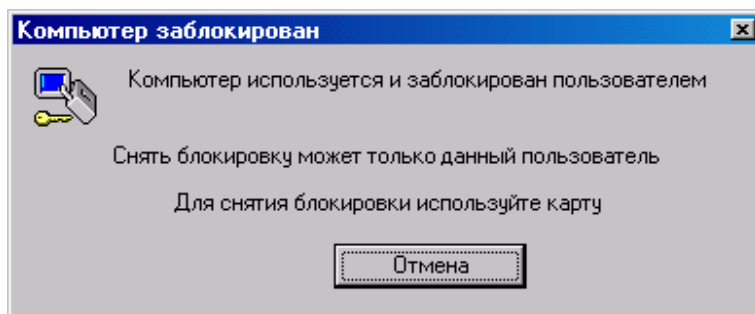 Компьютер заблокирован
Компьютер используется и заблокирован пользователем
Снять блокировку может только данный пользователь
Для снятия блокировки используйте карту
Отмена